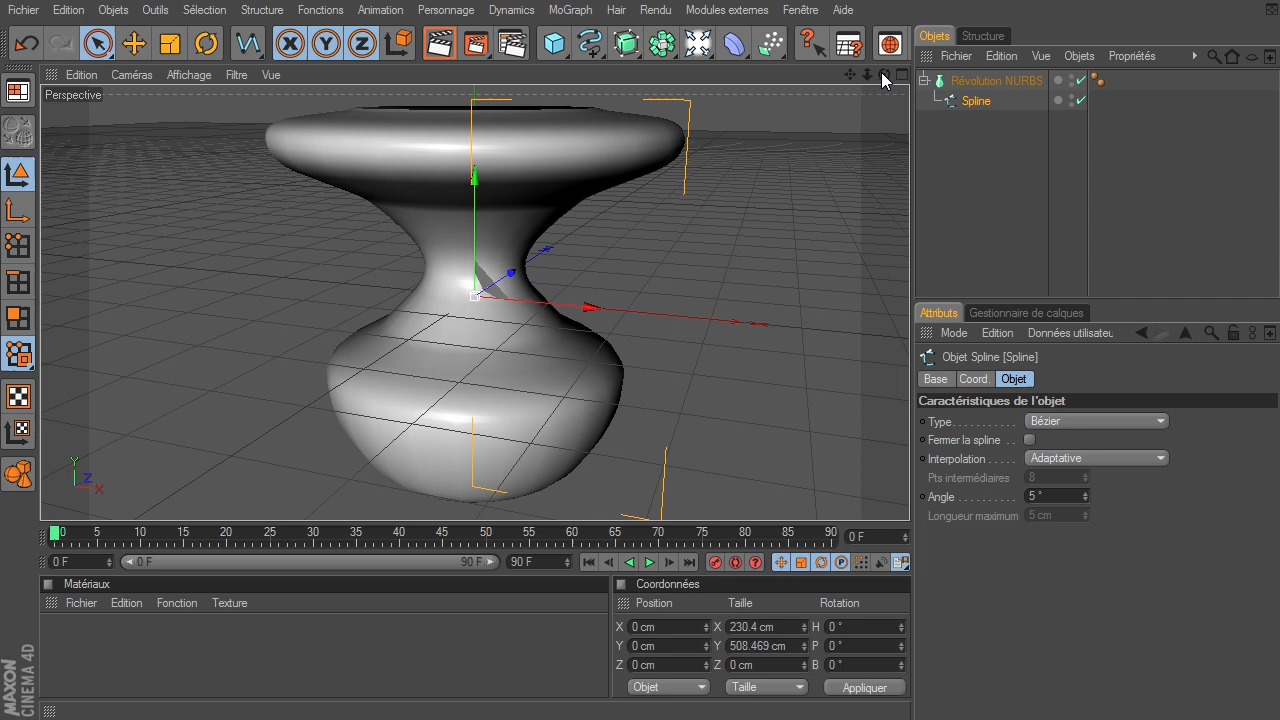 Fichier Edition Objets Outils Sélection Structure Fonctions Animation Personnage Dynamics MoGraph Hair Rendu Modules externes Fenêtre Aide
X Y Z
Objets Structure
Fichier Edition Vue Objets Propriétés
Révolution NURBS
Spline
Edition Caméras Affichage Filtre Vue
Perspective
Y
Z
X
Attributs Gestionnaire de calques
Mode Edition Données utilisateu
Objet Spline [Spline]
Base Coord. Objet
Caractéristiques de l'objet
Type Bézier
Fermer la spline
Interpolation Adaptative
Pts intermédiaires 8
Angle 5 °
Longueur maximum 5 cm
0 5 10 15 20 25 30 35 40 45 50 55 60 65 70 75 80 85 90 0 F
0 F 0 F 90 F 90 F
Matériaux
Fichier Edition Fonction Texture
Coordonnées
Position Taille Rotation
X 0 cm X 230.4 cm H 0 °
Y 0 cm Y 508.469 cm P 0 °
Z 0 cm Z 0 cm B 0 °
Objet Taille Appliquer
MAXON
CINEMA 4D